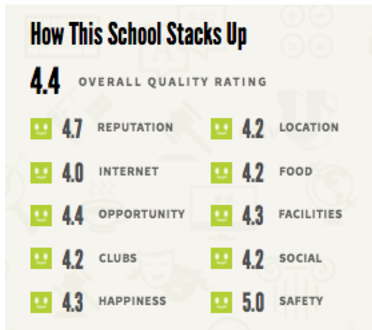 How This School Stacks Up
4.4 OVERALL QUALITY RATING
4.7 REPUTATION 4.2 LOCATION
4.0 INTERNET 4.2 FOOD
4.4 OPPORTUNITY 4.3 FACILITIES
4.2 CLUBS 4.2 SOCIAL
4.3 HAPPINESS 5.0 SAFETY